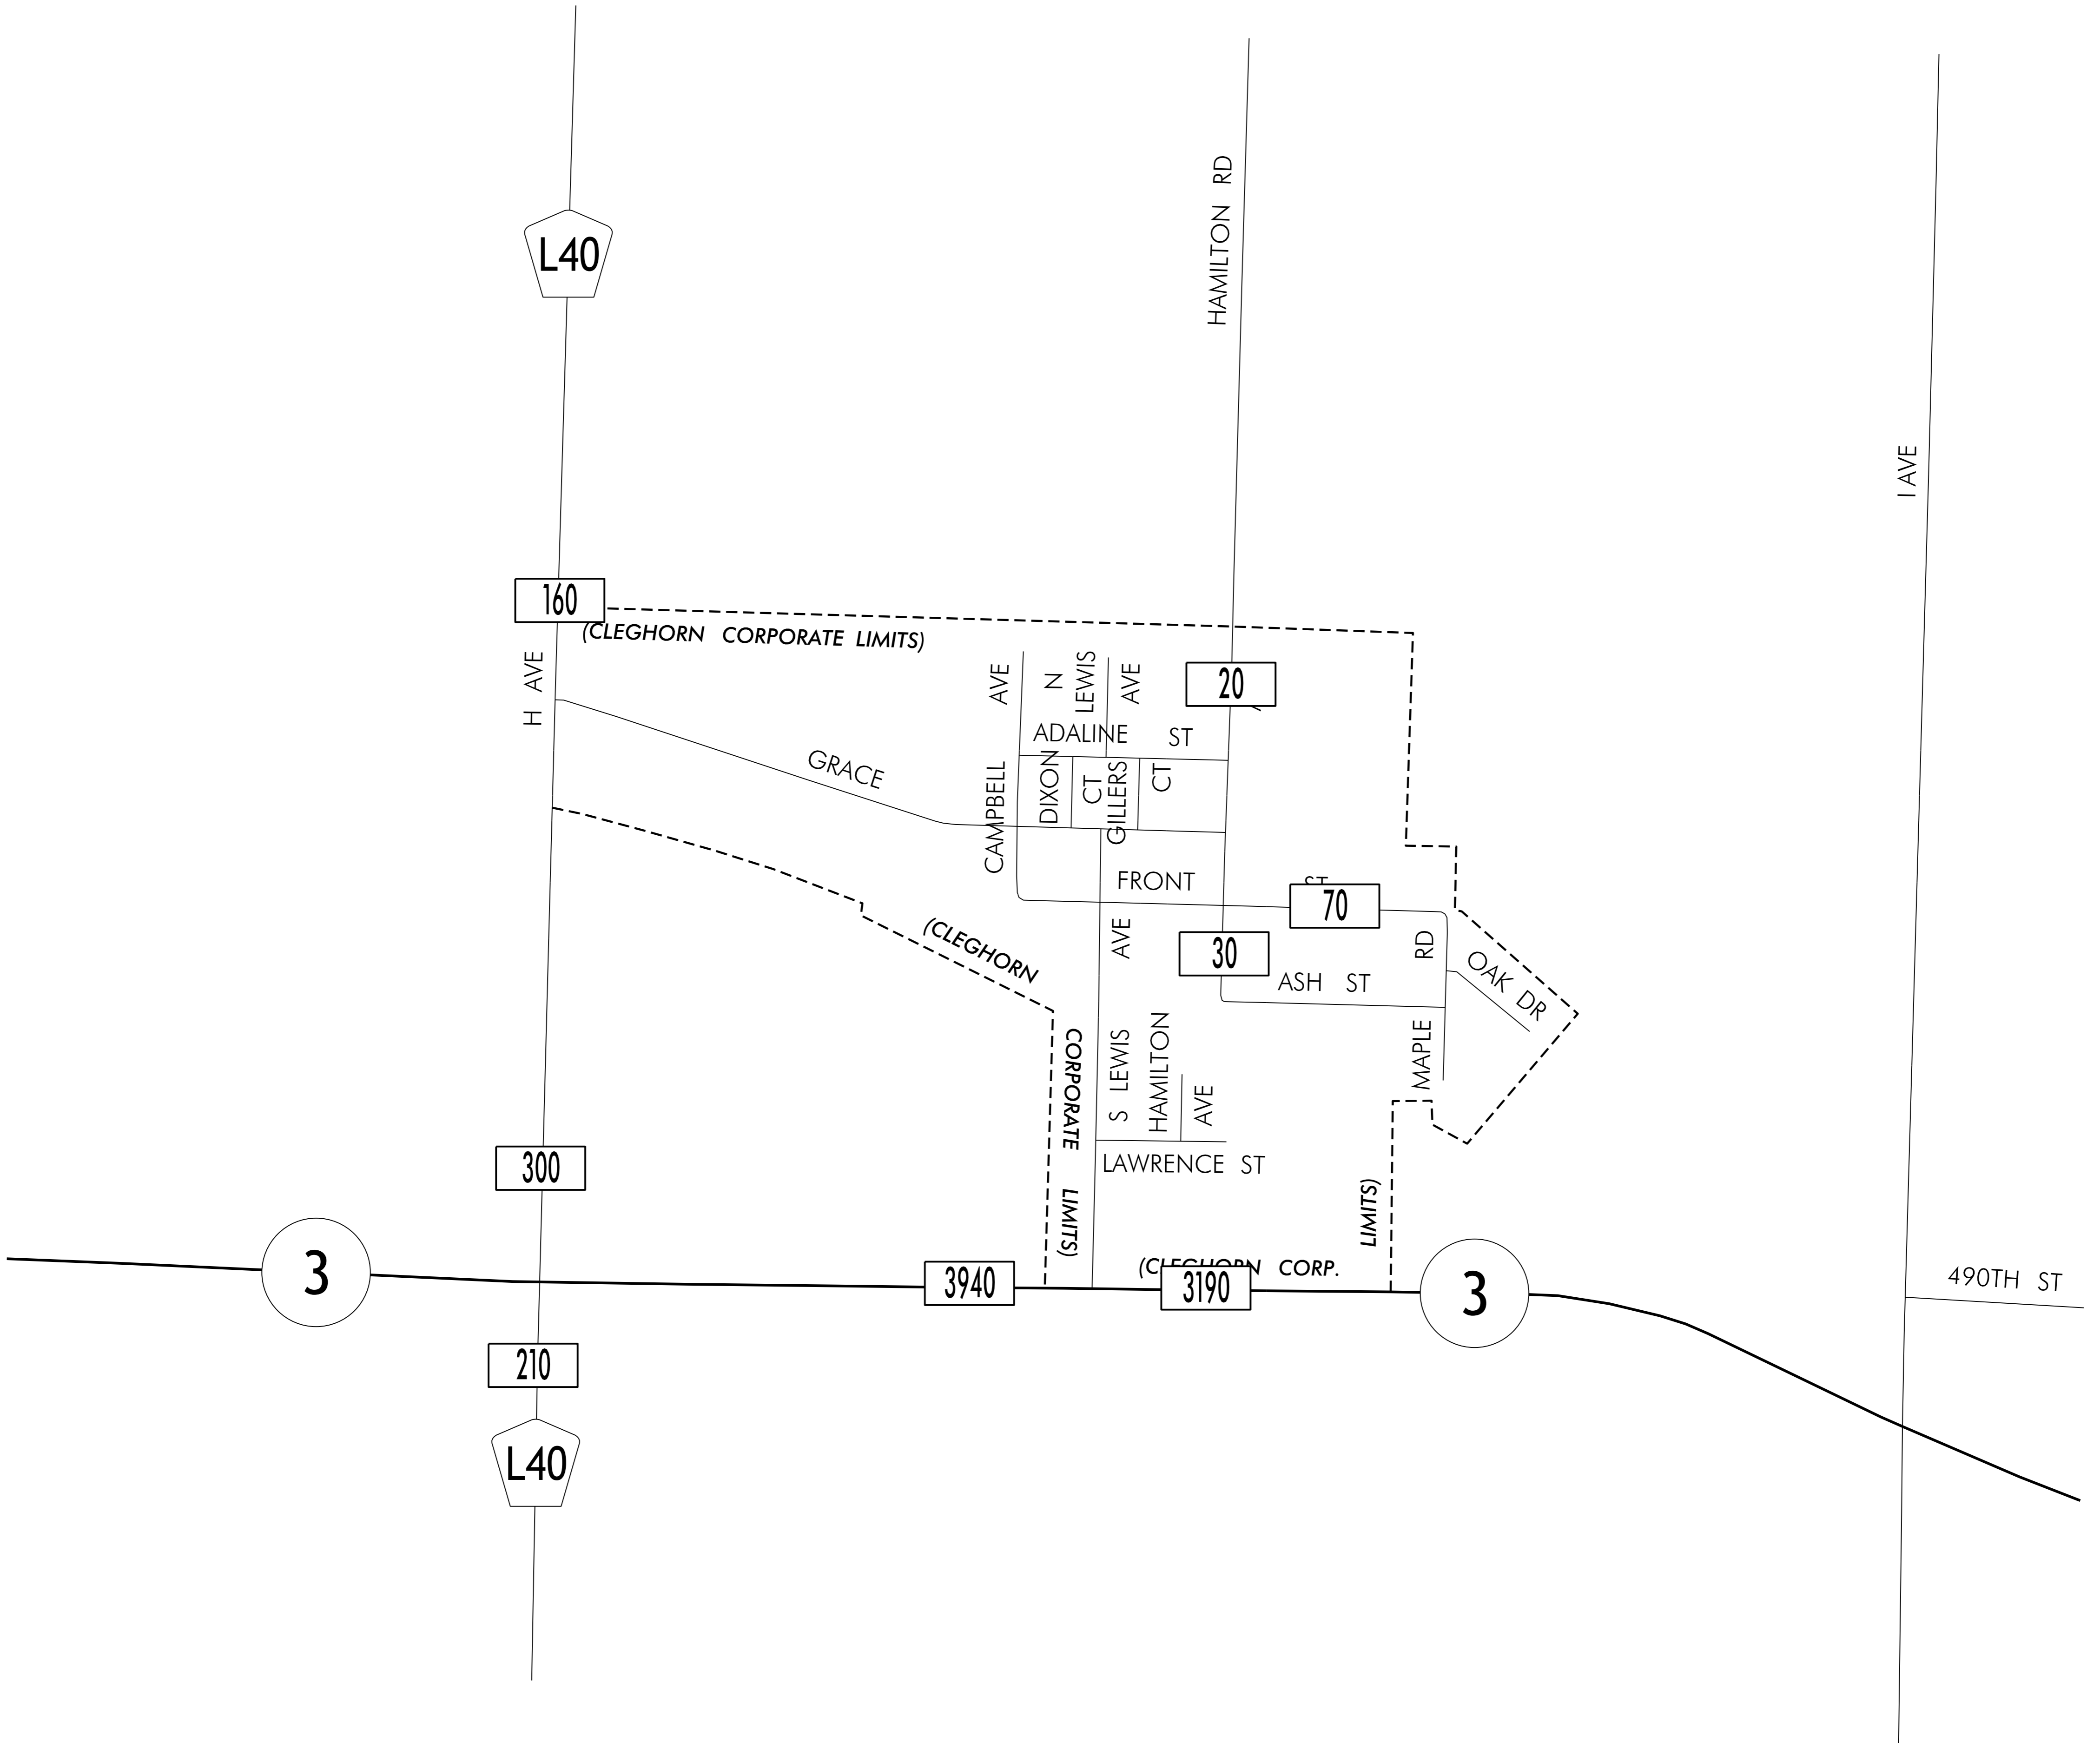 HAMILTON RD
L40
I AVE
160
(CLEGHORN CORPORATE LIMITS)
H AVE
CAMPBELL AVE
N LEWIS AVE
20
ADALINE ST
GRACE
DIXON CT
GILLERS CT
FRONT ST
70
30
(CLEGHORN CORPORATE LIMITS)
S LEWIS AVE
ASH ST
MAPLE RD
OAK DR
HAMILTON AVE
LAWRENCE ST
300
3
3940
(CLEGHORN CORP. LIMITS)
3190
3
490TH ST
210
L40